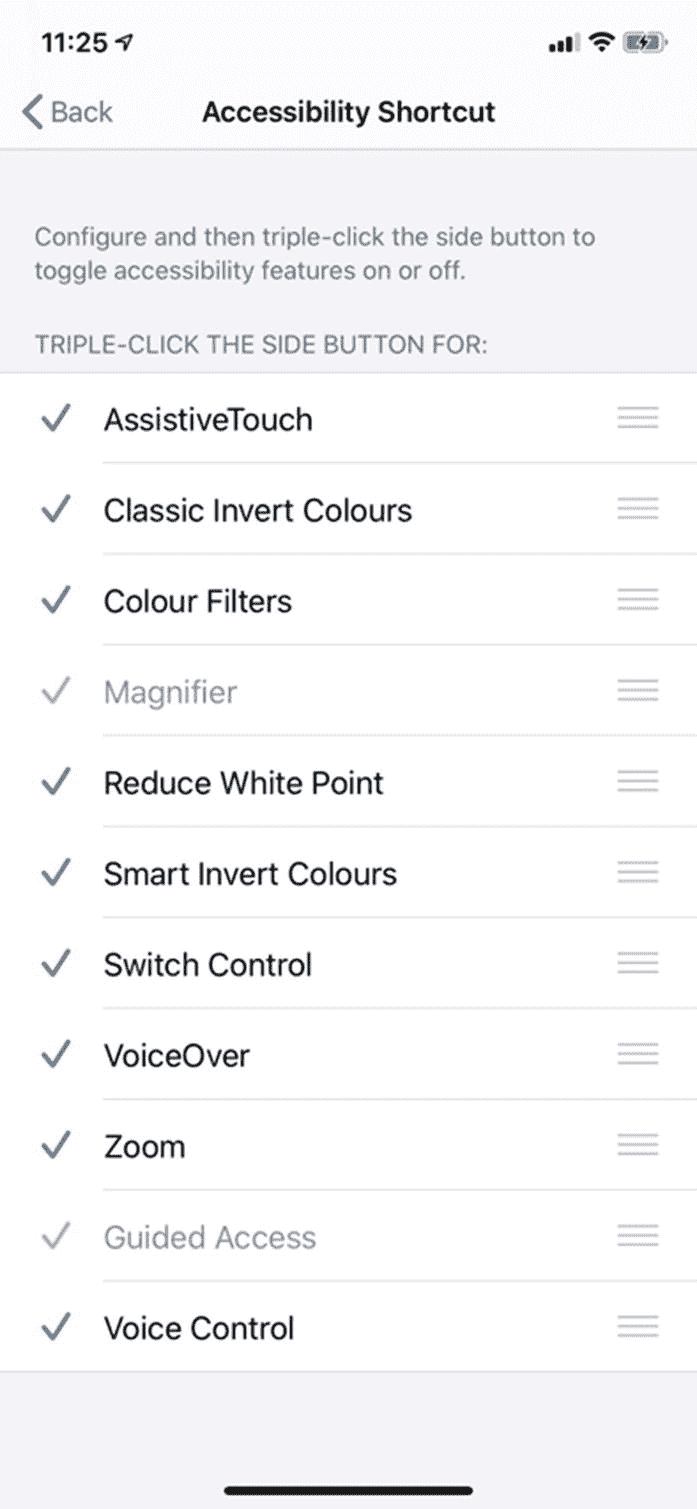 11:25
Back
Accessibility Shortcut
Configure and then triple-click the side button to
toggle accessibility features on or off.
TRIPLE-CLICK THE SIDE BUTTON FOR:
AssistiveTouch
Classic Invert Colours
Colour Filters
Magnifier
Reduce White Point
Smart Invert Colours
Switch Control
VoiceOver
Zoom
Guided Access
Voice Control